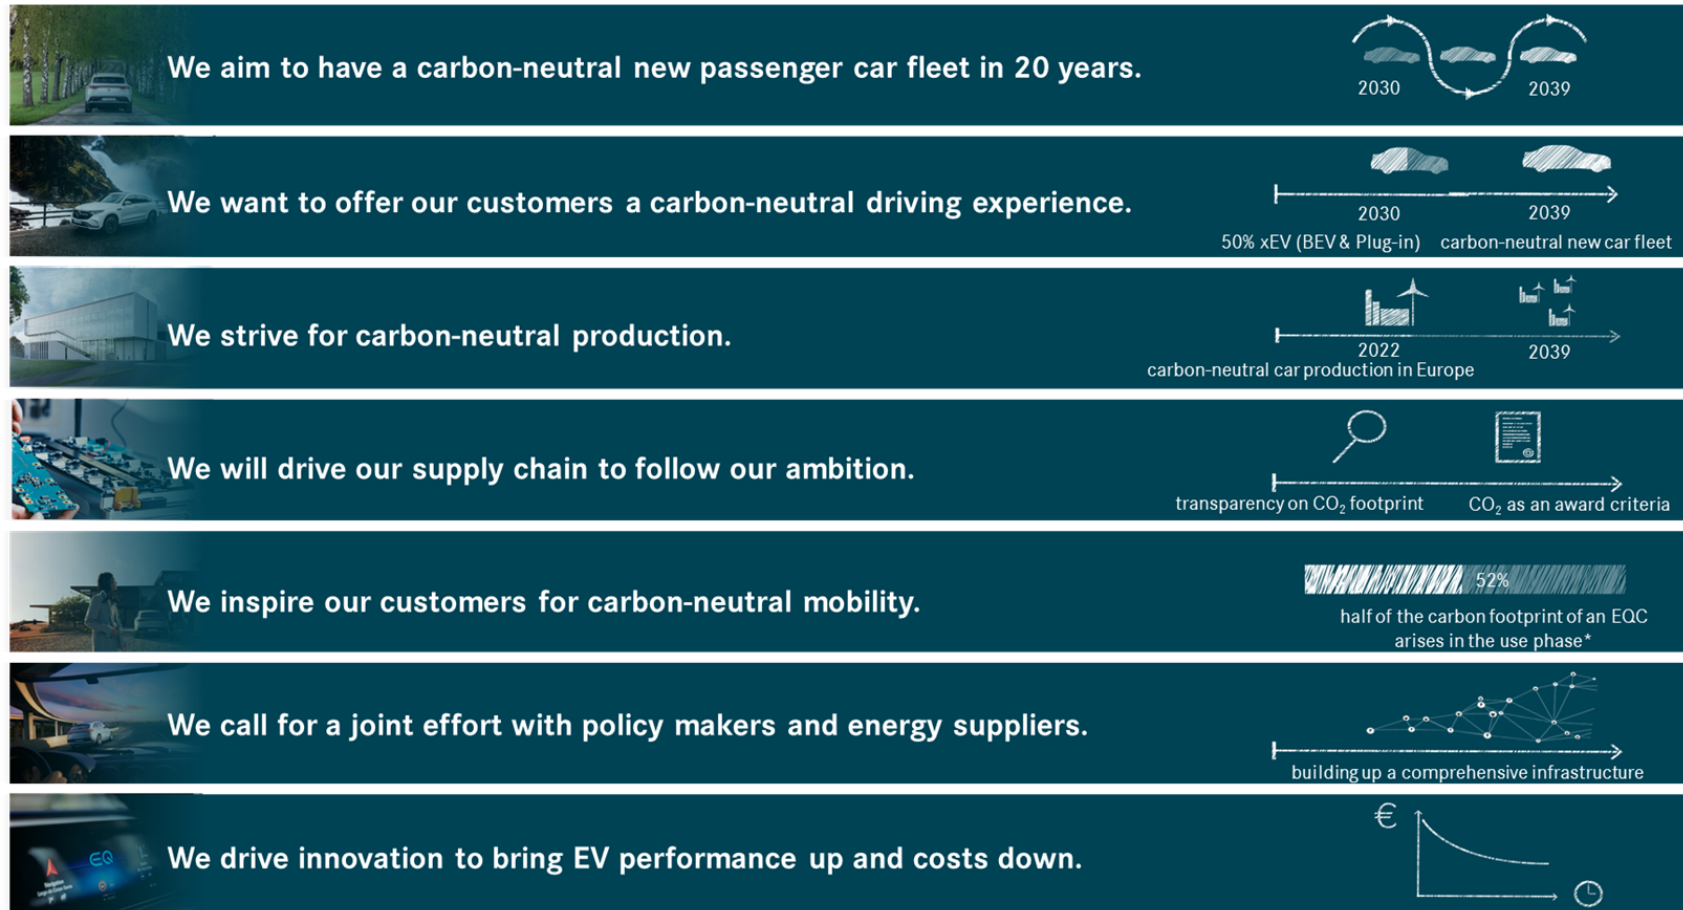 We aim to have a carbon-neutral new passenger car fleet in 20 years.
2030
2039
We want to offer our customers a carbon-neutral driving experience.
2030
2039
50% xEV (BEV & Plug-in)
carbon-neutral new car fleet
We strive for carbon-neutral production.
2022
2039
carbon-neutral car production in Europe
We will drive our supply chain to follow our ambition.
transparency on CO₂ footprint
CO₂ as an award criteria
We inspire our customers for carbon-neutral mobility.
52%
half of the carbon footprint of an EQC
arises in the use phase*
We call for a joint effort with policy makers and energy suppliers.
building up a comprehensive infrastructure
We drive innovation to bring EV performance up and costs down.
€
EQ
Navigation